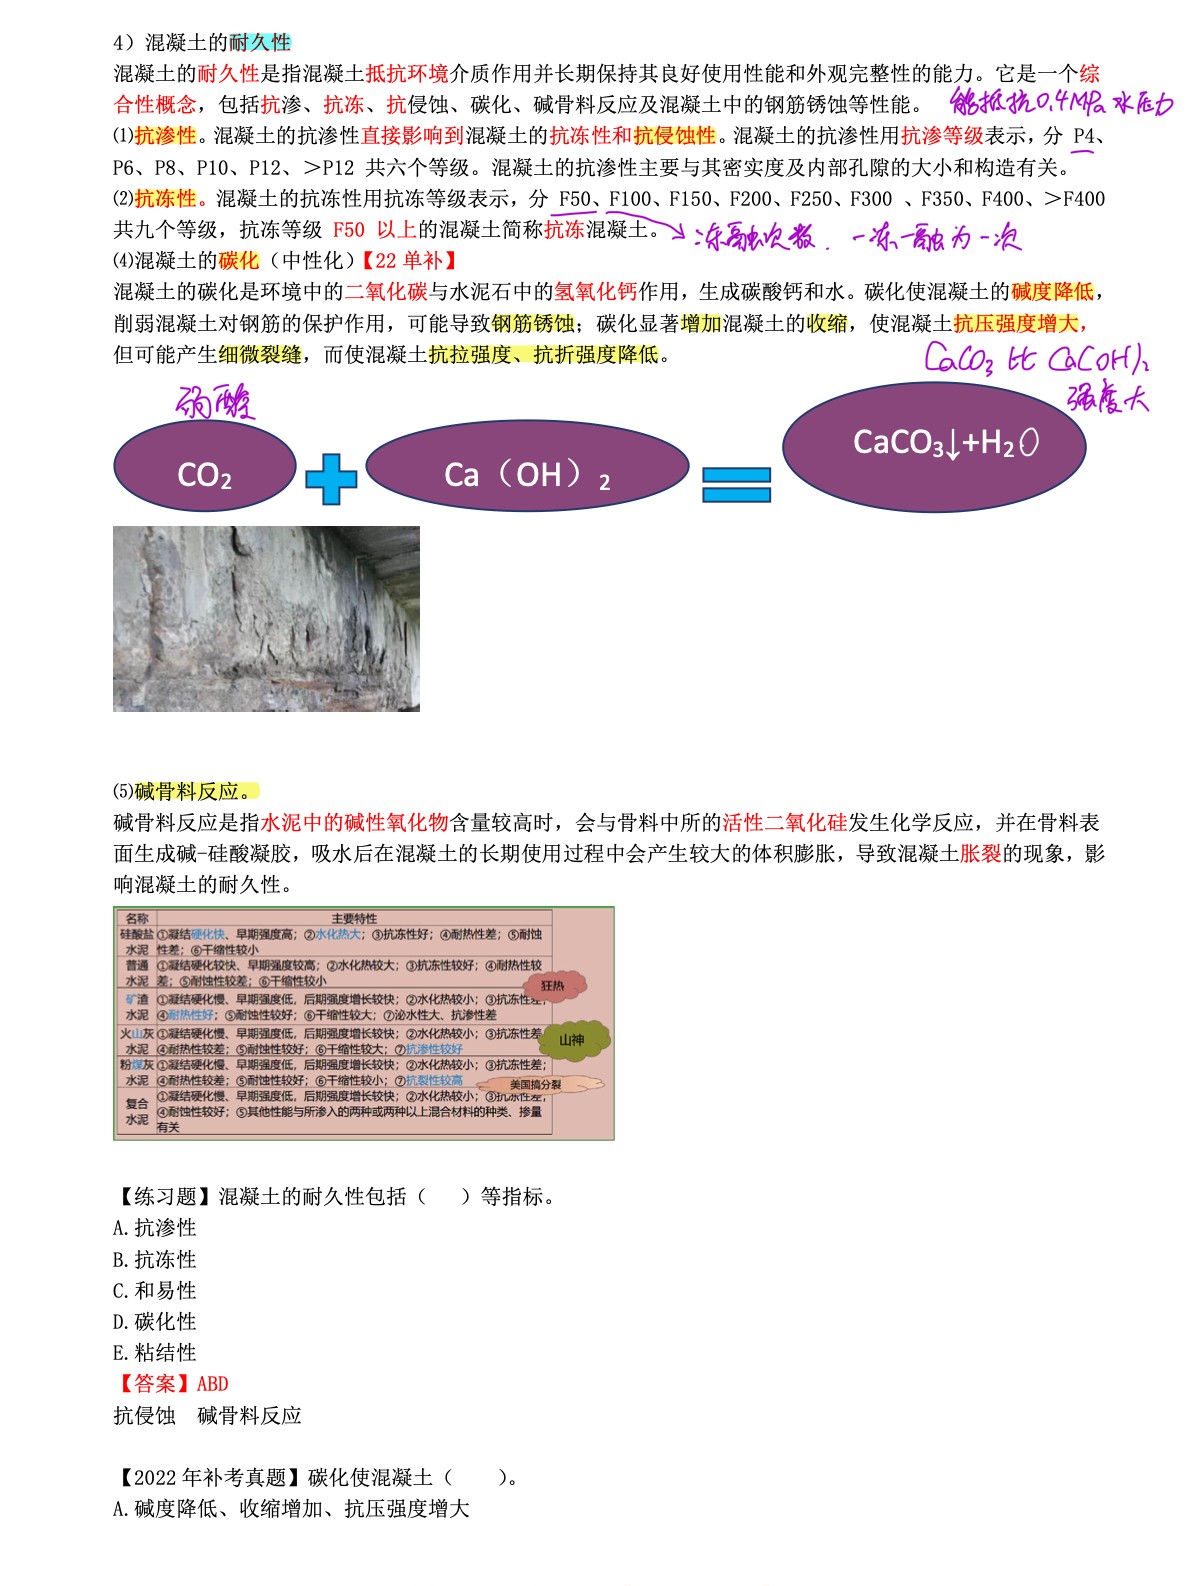 4）混凝土的耐久性
混凝土的耐久性是指混凝土抵抗环境介质作用并长期保持其良好使用性能和外观完整性的能力。它是一个综
合性概念，包括抗渗、抗冻、抗侵蚀、碳化、碱骨料反应及混凝土中的钢筋锈蚀等性能。
能抵抗0.4MPa水压力
⑴抗渗性。混凝土的抗渗性直接影响到混凝土的抗冻性和抗侵蚀性。混凝土的抗渗性用抗渗等级表示，分 P4、
P6、P8、P10、P12、＞P12 共六个等级。混凝土的抗渗性主要与其密实度及内部孔隙的大小和构造有关。
⑵抗冻性。混凝土的抗冻性用抗冻等级表示，分 F50、F100、F150、F200、F250、F300 、F350、F400、＞F400
共九个等级，抗冻等级 F50 以上的混凝土简称抗冻混凝土。
冻融次数. 一冻一融为一次
⑷混凝土的碳化（中性化）【22 单补】
混凝土的碳化是环境中的二氧化碳与水泥石中的氢氧化钙作用，生成碳酸钙和水。碳化使混凝土的碱度降低，
削弱混凝土对钢筋的保护作用，可能导致钢筋锈蚀；碳化显著增加混凝土的收缩，使混凝土抗压强度增大，
但可能产生细微裂缝，而使混凝土抗拉强度、抗折强度降低。
CaCO₃ 比 Ca(OH)₂
强度大
弱酸
CO₂ + Ca（OH）₂ = CaCO₃↓+H₂O
⑸碱骨料反应。
碱骨料反应是指水泥中的碱性氧化物含量较高时，会与骨料中所的活性二氧化硅发生化学反应，并在骨料表
面生成碱-硅酸凝胶，吸水后在混凝土的长期使用过程中会产生较大的体积膨胀，导致混凝土胀裂的现象，影
响混凝土的耐久性。
名称 主要特性
硅酸盐 ①凝结硬化快、早期强度高；②水化热大；③抗冻性好；④耐热性差；⑤耐蚀
水泥 性差；⑥干缩性较小
普通 ①凝结硬化较快、早期强度较高；②水化热较大；③抗冻性较好；④耐热性较
水泥 差；⑤耐蚀性较差；⑥干缩性较小
狂热
矿渣 ①凝结硬化慢、早期强度低，后期强度增长较快；②水化热较小；③抗冻性差；
水泥 ④耐热性好；⑤耐蚀性较好；⑥干缩性较大；⑦泌水性大、抗渗性差
火山灰 ①凝结硬化慢、早期强度低，后期强度增长较快；②水化热较小；③抗冻性差
水泥 ④耐热性较差；⑤耐蚀性较好；⑥干缩性较大；⑦抗渗性较好
山神
粉煤灰 ①凝结硬化慢、早期强度低，后期强度增长较快；②水化热较小；③抗冻性差；
水泥 ④耐热性较差；⑤耐蚀性较好；⑥干缩性较小；⑦抗裂性较高
美国搞分裂
复合 ①凝结硬化慢、早期强度低，后期强度增长较快；②水化热较小；③抗冻性差；
水泥 ④耐蚀性较好；⑤其他性能与所渗入的两种或两种以上混合材料的种类、掺量
有关
【练习题】混凝土的耐久性包括（ ）等指标。
A.抗渗性
B.抗冻性
C.和易性
D.碳化性
E.粘结性
【答案】ABD
抗侵蚀 碱骨料反应
【2022 年补考真题】碳化使混凝土（ ）。
A.碱度降低、收缩增加、抗压强度增大